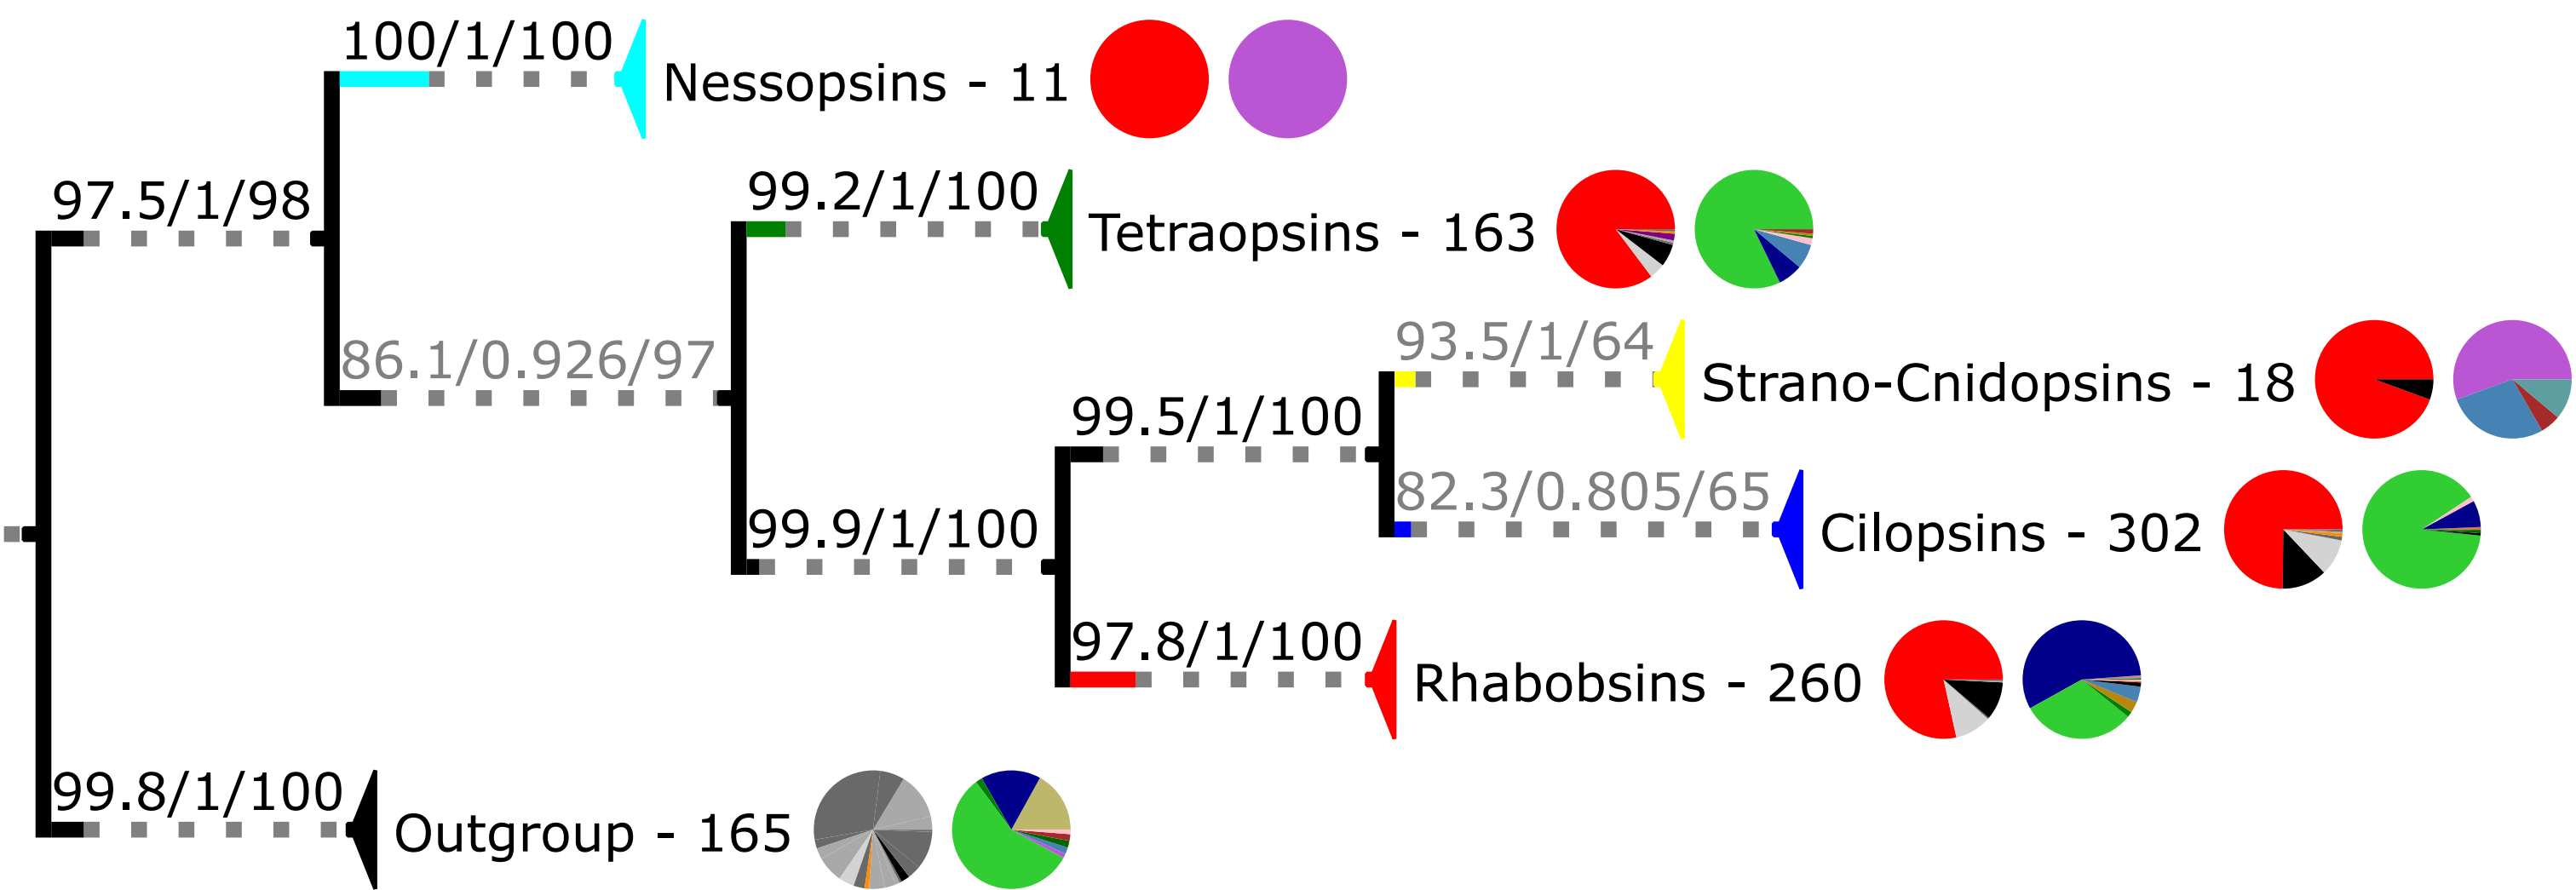 100/1/100
Nessopsins - 11
97.5/1/98
99.2/1/100
Tetraopsins - 163
86.1/0.926/97
93.5/1/64
Strano-Cnidopsins - 18
99.5/1/100
82.3/0.805/65
Cilopsins - 302
99.9/1/100
97.8/1/100
Rhabobsins - 260
99.8/1/100
Outgroup - 165